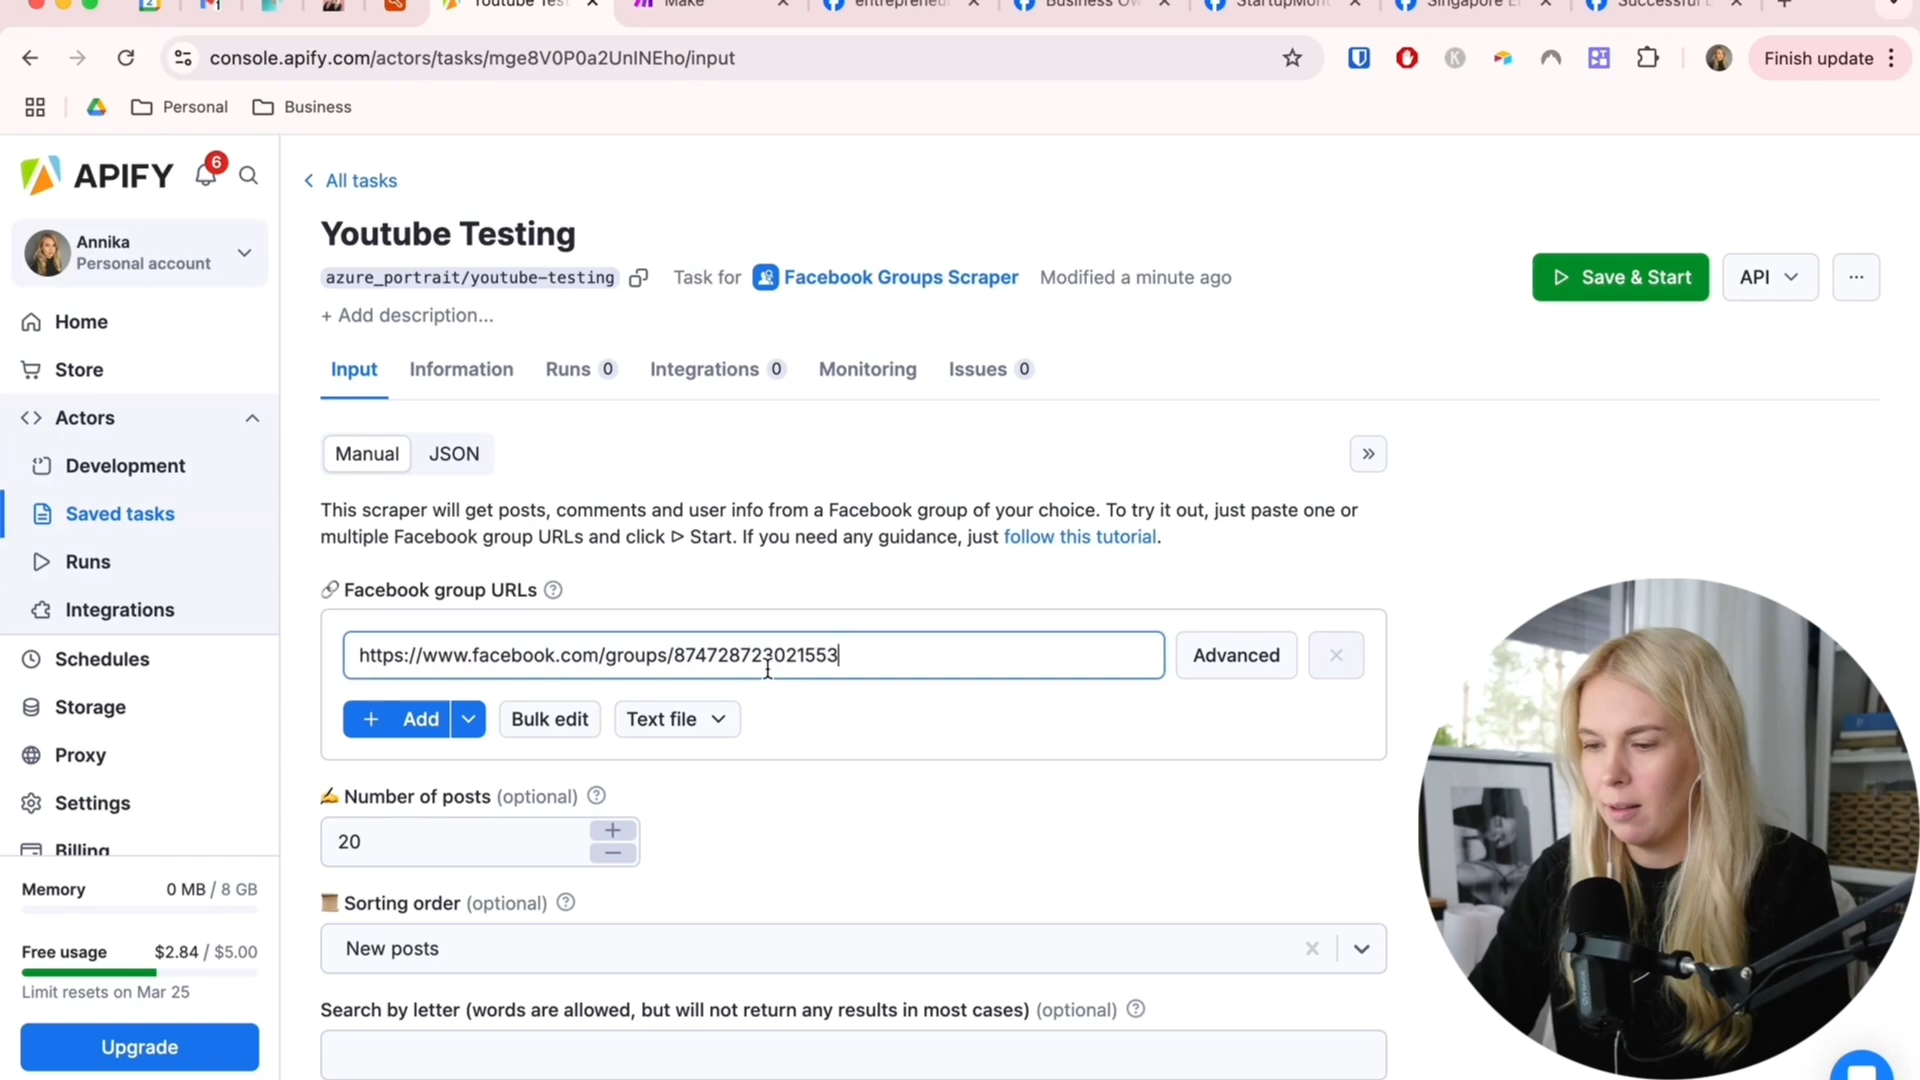 Youtube Tes
Make
entrepreneu
Business Ow
StartupMon
Singapore E
Successful E
console.apify.com/actors/tasks/mge8V0P0a2UnlNEho/input
Finish update
Personal
Business
APIFY
6
Annika
Personal account
Home
Store
Actors
Development
Saved tasks
Runs
Integrations
Schedules
Storage
Proxy
Settings
Billing
Memory 0 MB / 8 GB
Free usage $2.84 / $5.00
Limit resets on Mar 25
Upgrade
All tasks
Youtube Testing
azure_portrait/youtube-testing Task for Facebook Groups Scraper Modified a minute ago
+ Add description...
Save & Start API ...
Input Information Runs 0 Integrations 0 Monitoring Issues 0
Manual JSON
This scraper will get posts, comments and user info from a Facebook group of your choice. To try it out, just paste one or
multiple Facebook group URLs and click ▷ Start. If you need any guidance, just follow this tutorial.
Facebook group URLs
https://www.facebook.com/groups/874728723021553 Advanced
+ Add Bulk edit Text file
Number of posts (optional)
20
Sorting order (optional)
New posts
Search by letter (words are allowed, but will not return any results in most cases) (optional)